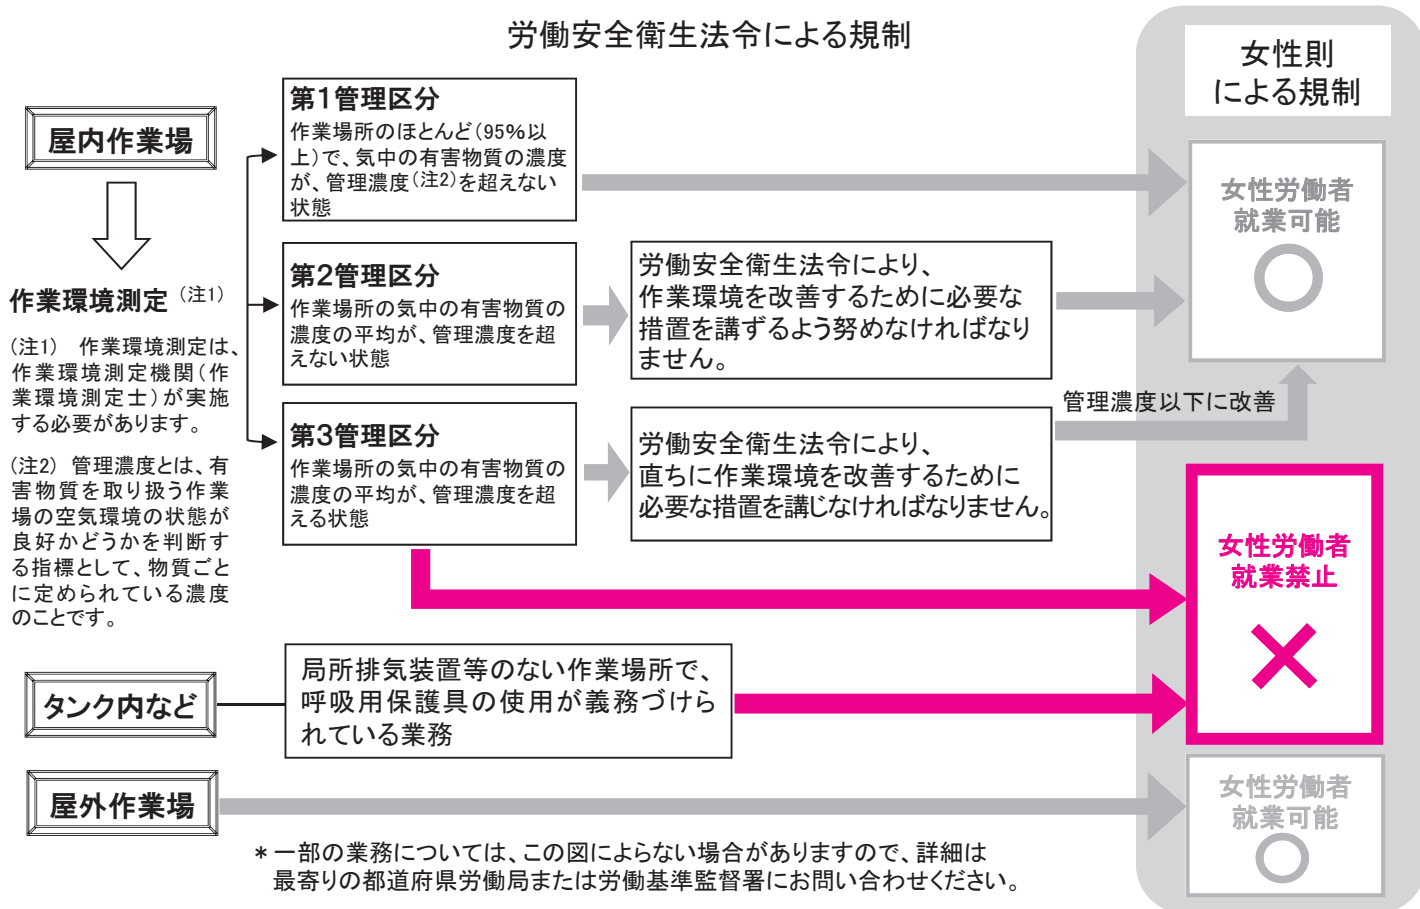 労働安全衛生法令による規制
女性則
による規制
屋内作業場
作業環境測定（注1）
（注1）　作業環境測定は、
作業環境測定機関（作
業環境測定士）が実施
する必要があります。
（注2）管理濃度とは、有
害物質を取り扱う作業
場の空気環境の状態が
良好かどうかを判断す
る指標として、物質ごと
に定められている濃度
のことです。
第1管理区分
作業場所のほとんど（95%以
上）で、気中の有害物質の濃度
が、管理濃度（注2）を超えない
状態
第2管理区分
作業場所の気中の有害物質の
濃度の平均が、管理濃度を超
えない状態
労働安全衛生法令により、
作業環境を改善するために必要な
措置を講ずるよう努めなければなり
ません。
女性労働者
就業可能
管理濃度以下に改善
第3管理区分
作業場所の気中の有害物質の
濃度の平均が、管理濃度を超
える状態
労働安全衛生法令により、
直ちに作業環境を改善するために
必要な措置を講じなければなりません。
女性労働者
就業禁止
タンク内など
局所排気装置等のない作業場所で、
呼吸用保護具の使用が義務づけら
れている業務
屋外作業場
女性労働者
就業可能
＊一部の業務については、この図によらない場合がありますので、詳細は
最寄りの都道府県労働局または労働基準監督署にお問い合わせください。